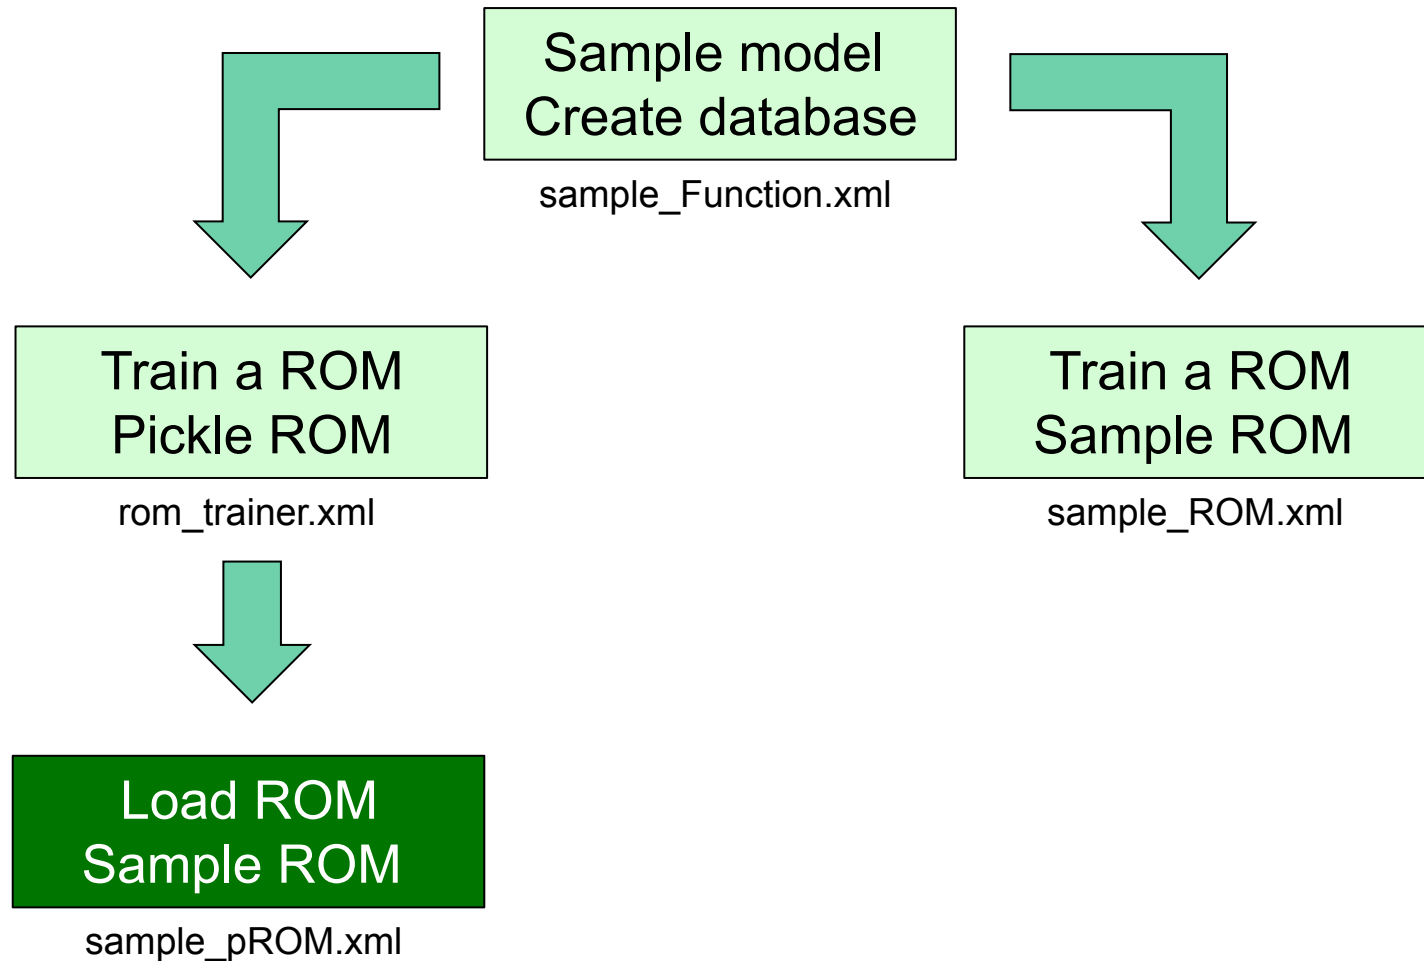 Sample model
Create database
sample_Function.xml
Train a ROM
Pickle ROM
rom_trainer.xml
Train a ROM
Sample ROM
sample_ROM.xml
Load ROM
Sample ROM
sample_pROM.xml